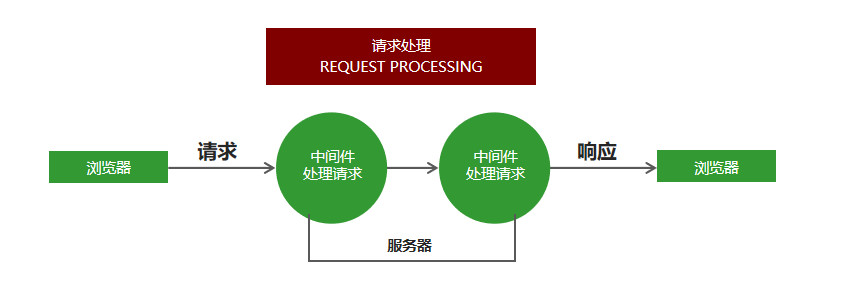 请求处理
REQUEST PROCESSING
浏览器
请求
中间件
处理请求
中间件
处理请求
响应
浏览器
服务器